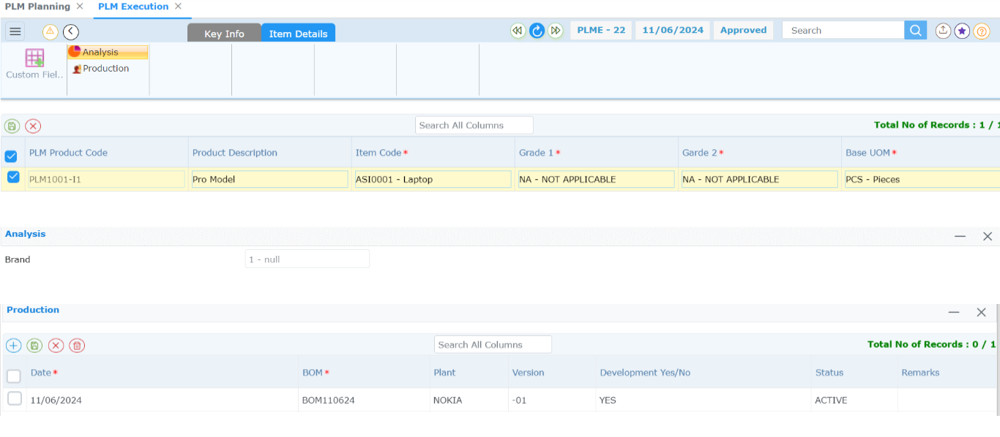 PLM Planning × PLM Execution ×
Key Info Item Details PLME - 22 11/06/2024 Approved Search
Custom Fiel.. Analysis
Production
Search All Columns Total No of Records : 1 / 1
PLM Product Code Product Description Item Code * Grade 1 * Garde 2 * Base UOM *
PLM1001-I1 Pro Model ASI0001 - Laptop NA - NOT APPLICABLE NA - NOT APPLICABLE PCS - Pieces
Analysis
Brand 1 - null
Production
Search All Columns Total No of Records : 0 / 1
Date * BOM * Plant Version Development Yes/No Status Remarks
11/06/2024 BOM110624 NOKIA -01 YES ACTIVE